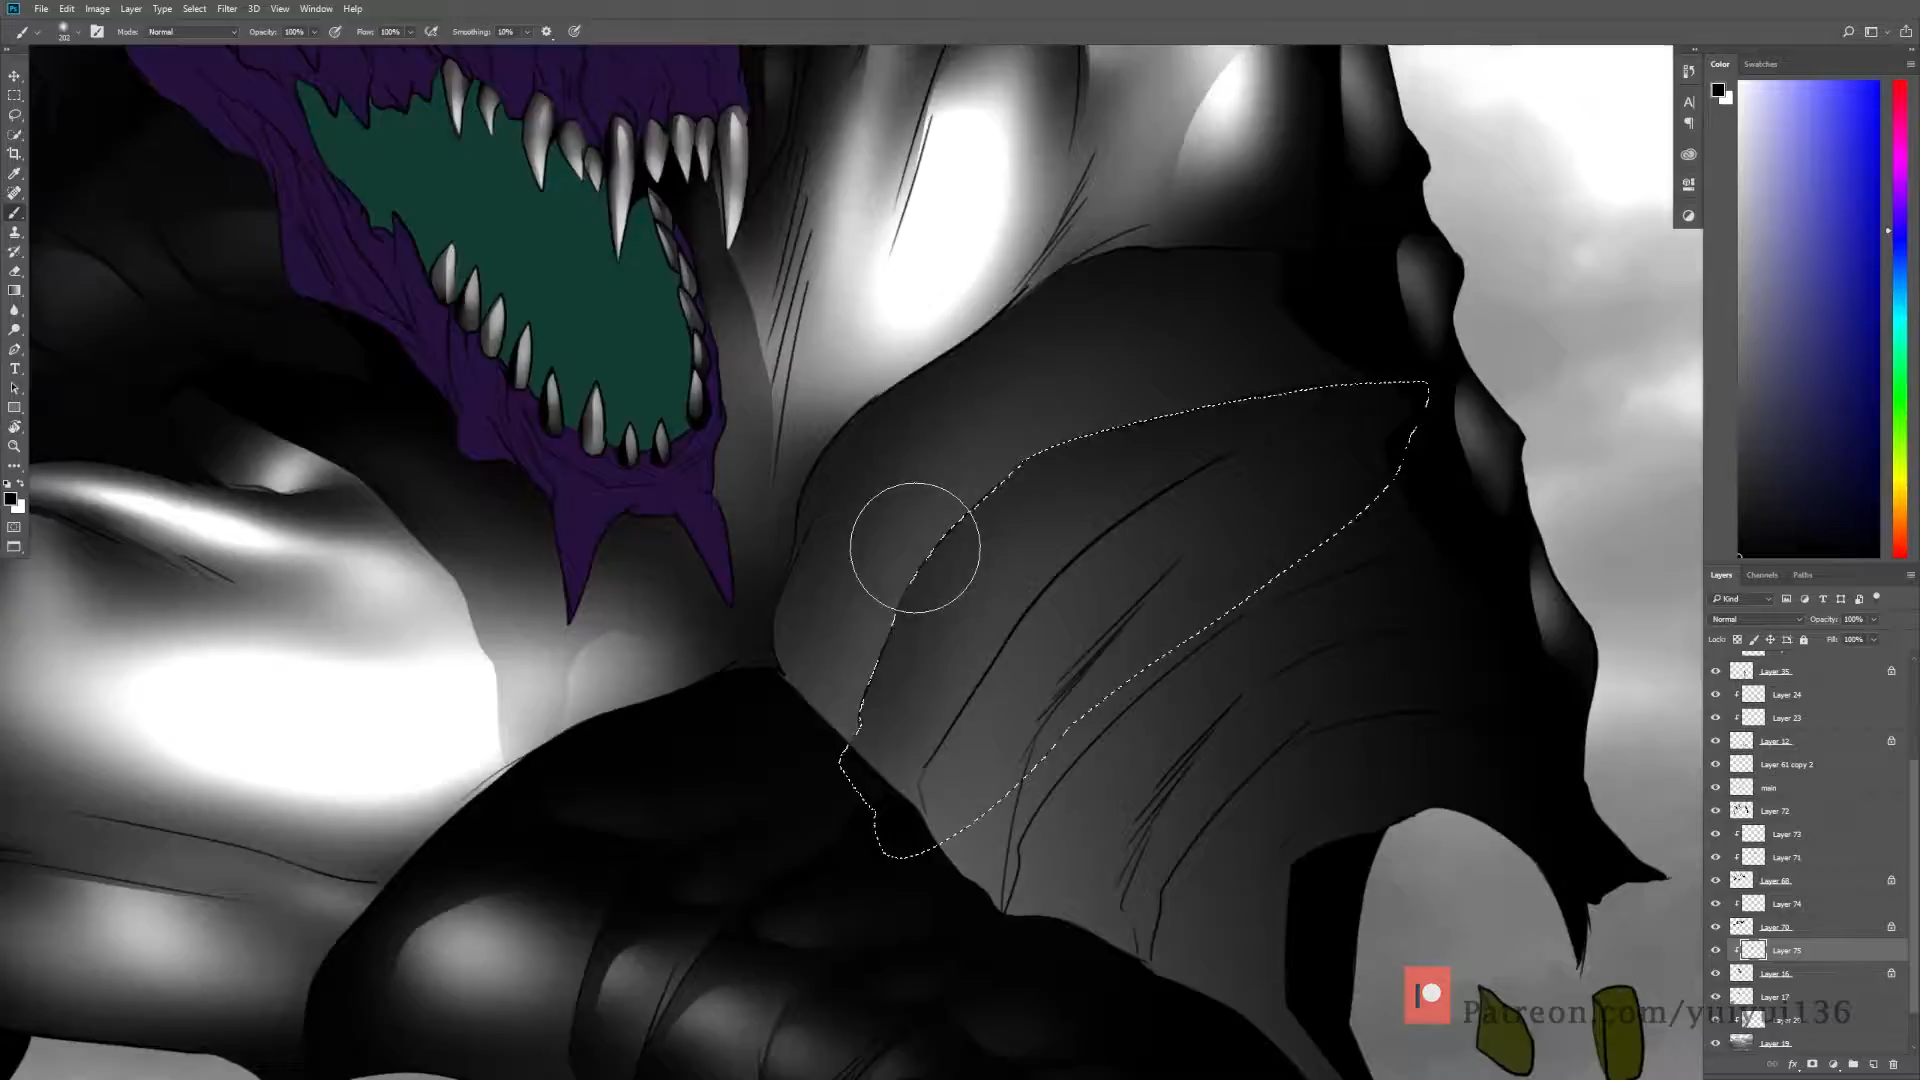 File Edit Image Layer Type Select Filter 3D View Window Help
202 Mode: Normal Opacity: 100% Flow: 100% Smoothing: 10%
Color Swatches
Layers Channels Paths
Kind
Normal Opacity: 100%
Lock: Fill: 100%
Layer 35
Layer 24
Layer 23
Layer 12
Layer 61 copy 2
main
Layer 72
Layer 73
Layer 71
Layer 68
Layer 74
Layer 70
Layer 75
Layer 16
Layer 17
Layer 19
Patreon.com/yuiyui136